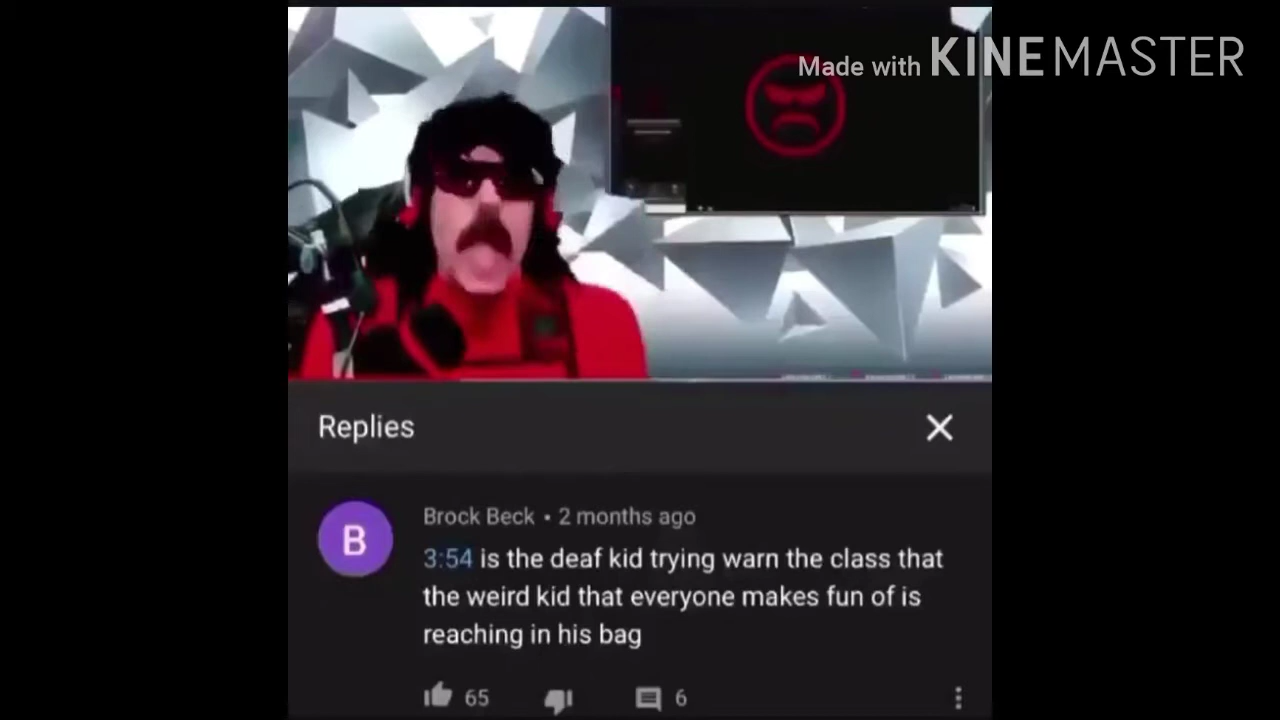 Made with KINEMASTER
Replies
B
Brock Beck • 2 months ago
3:54 is the deaf kid trying warn the class that
the weird kid that everyone makes fun of is
reaching in his bag
65
6